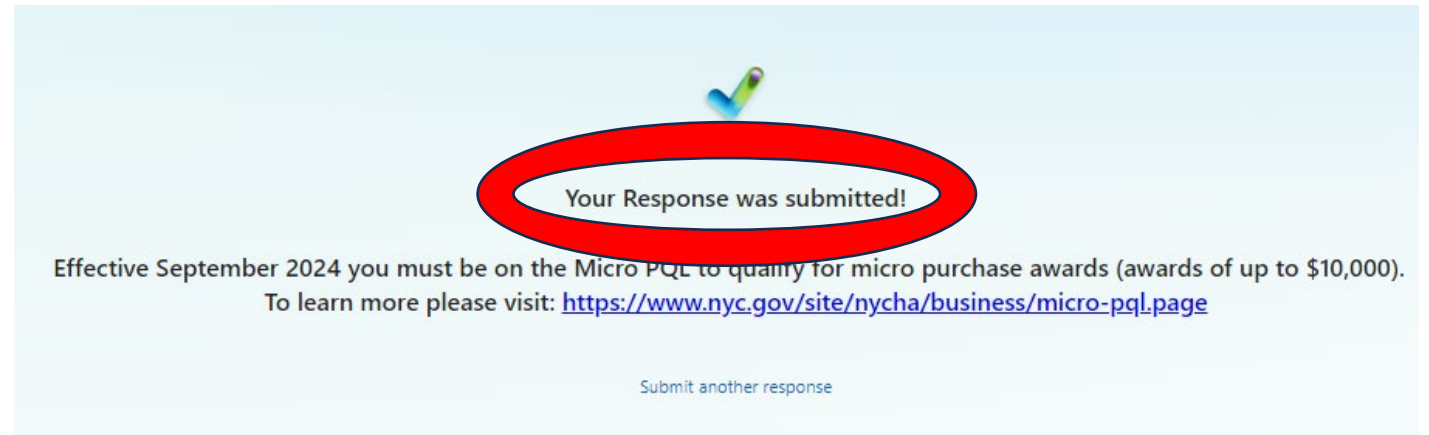 Your Response was submitted!
Effective September 2024 you must be on the Micro PQL to qualify for micro purchase awards (awards of up to $10,000).
To learn more please visit: https://www.nyc.gov/site/nycha/business/micro-pql.page
Submit another response